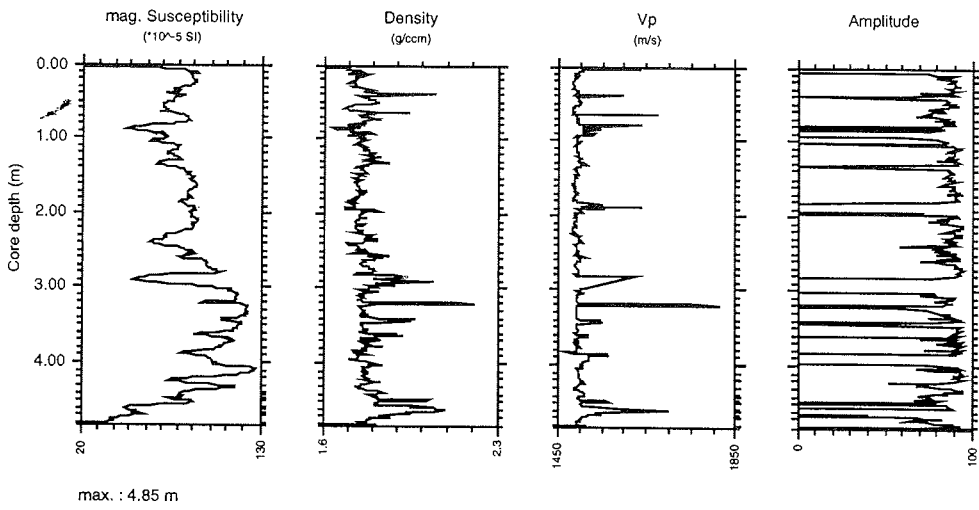 mag. Susceptibility
(*10^-5 SI)
Density
(g/ccm)
Vp
(m/s)
Amplitude
Core depth (m)
0.00
1.00
2.00
3.00
4.00
20
130
1.6
2.3
1450
1850
0
100
max. : 4.85 m